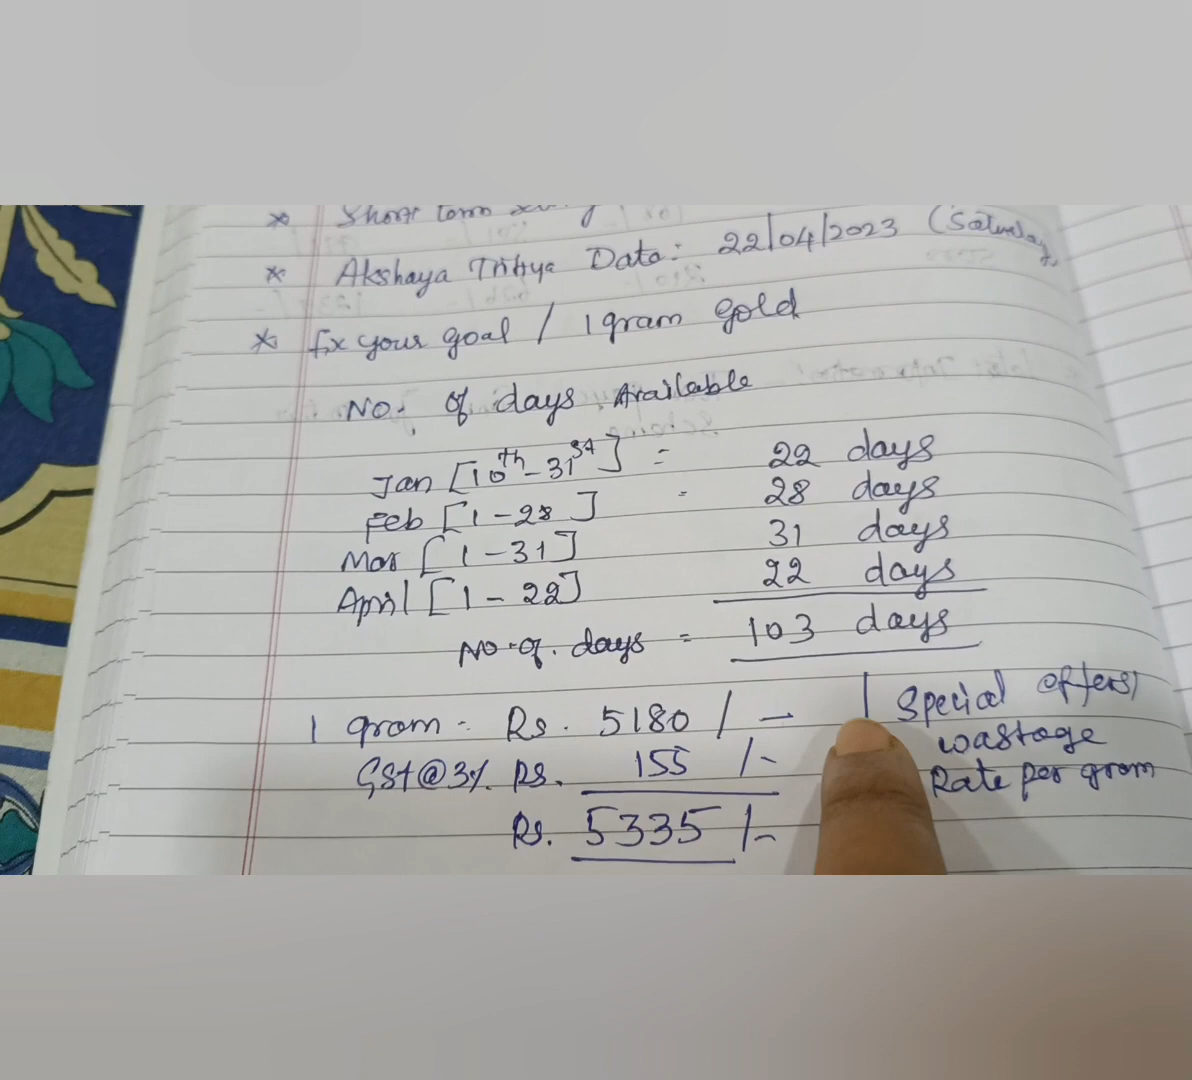 * Short term
* Akshaya Tritiya Date: 22/04/2023 (Saturday,
* fix your goal / 1 gram gold
No. of days Available
Jan [10th - 31st] = 22 days
Feb [1-28] = 28 days
Mar [1-31] 31 days
April [1-22] 22 days
No. of. days = 103 days
1 gram - Rs. 5180/- | Special offers,
GSt@3%. RS. 155 /- wastage
Rate per gram
Rs. 5335/-